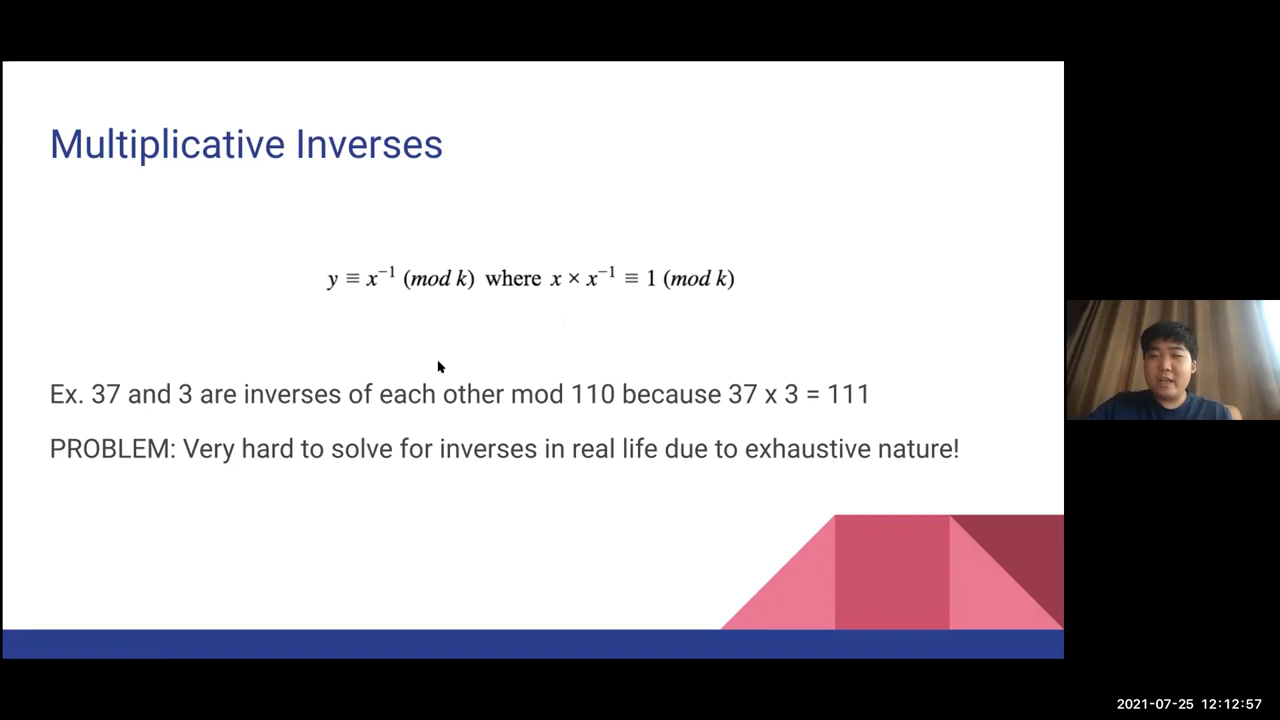 Multiplicative Inverses
y ≡ x⁻¹ (mod k) where x × x⁻¹ ≡ 1 (mod k)
Ex. 37 and 3 are inverses of each other mod 110 because 37 x 3 = 111
PROBLEM: Very hard to solve for inverses in real life due to exhaustive nature!
2021-07-25 12:12:57